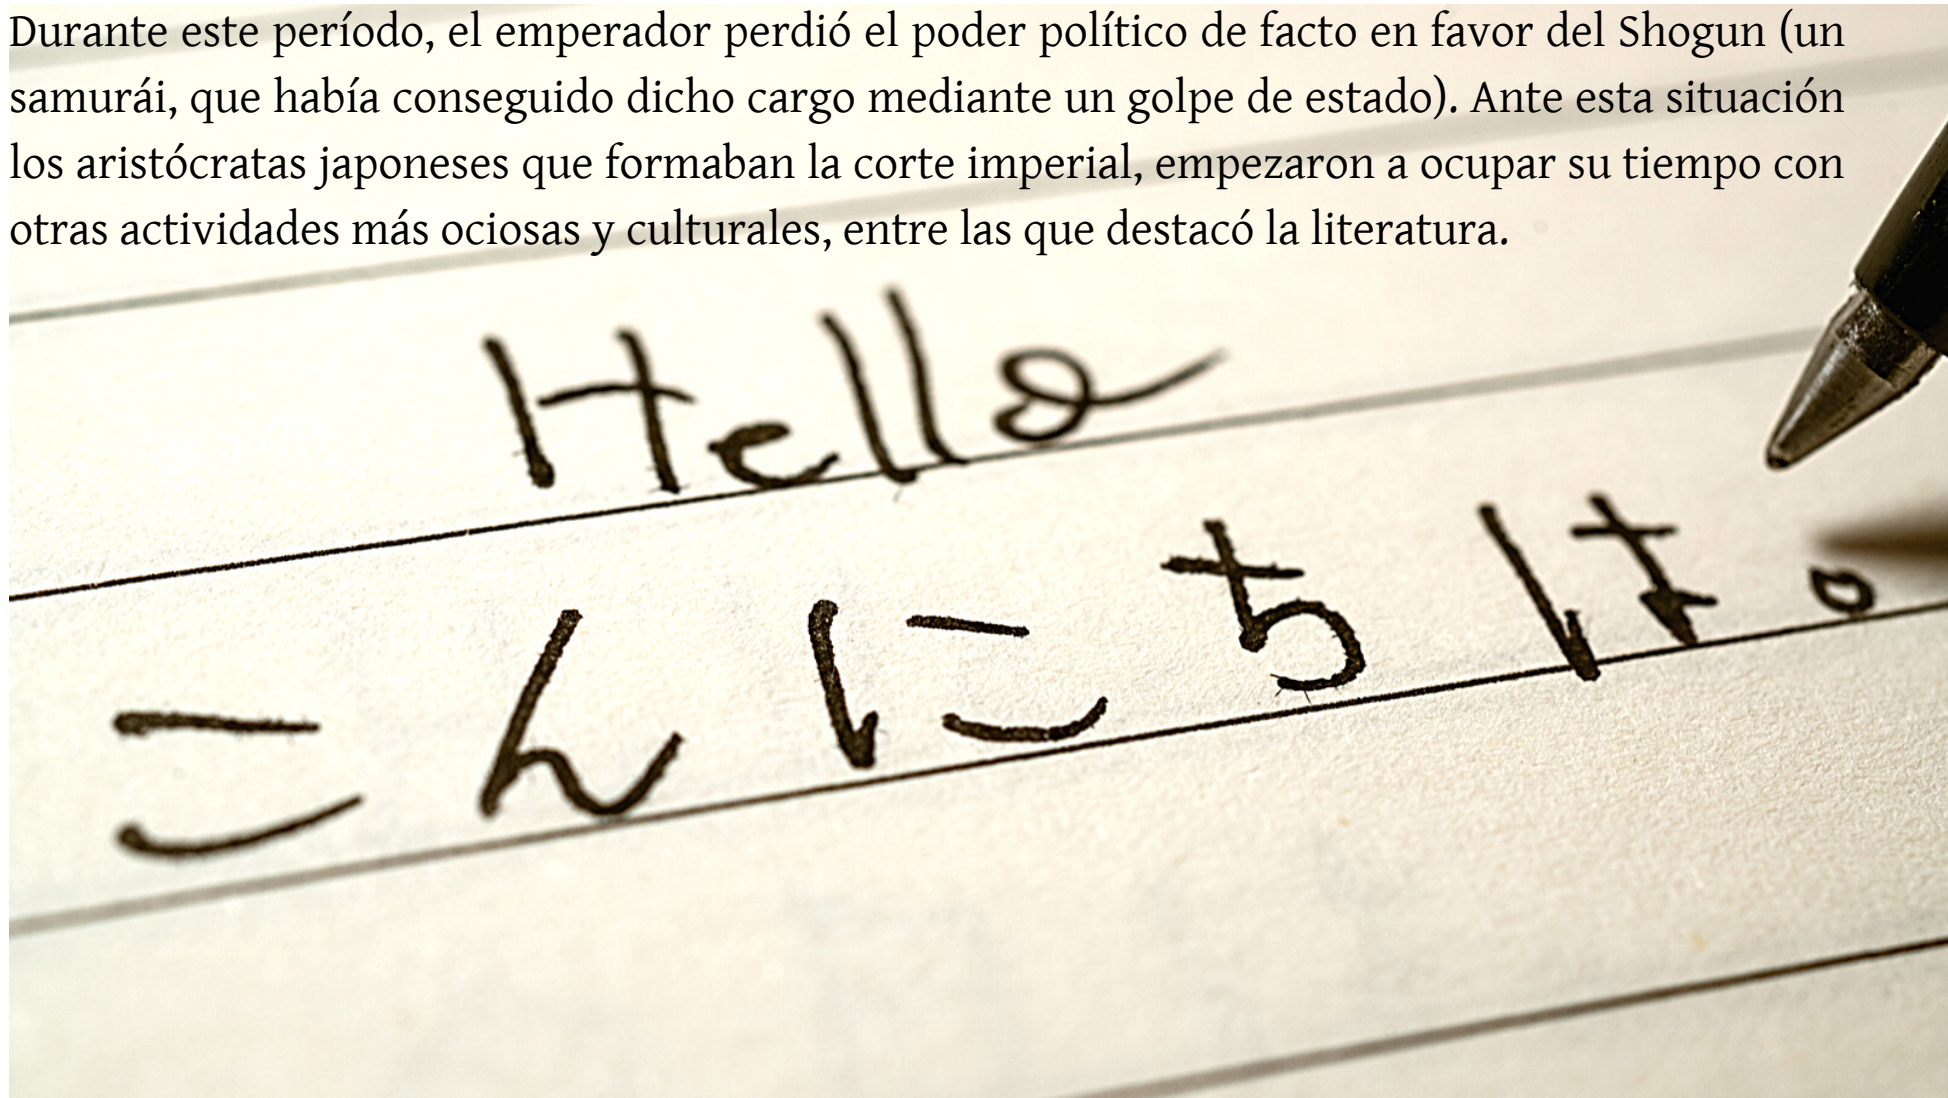 Durante este período, el emperador perdió el poder político de facto en favor del Shogun (un
samurái, que había conseguido dicho cargo mediante un golpe de estado). Ante esta situación
los aristócratas japoneses que formaban la corte imperial, empezaron a ocupar su tiempo con
otras actividades más ociosas y culturales, entre las que destacó la literatura.
Hello
こんにちは。